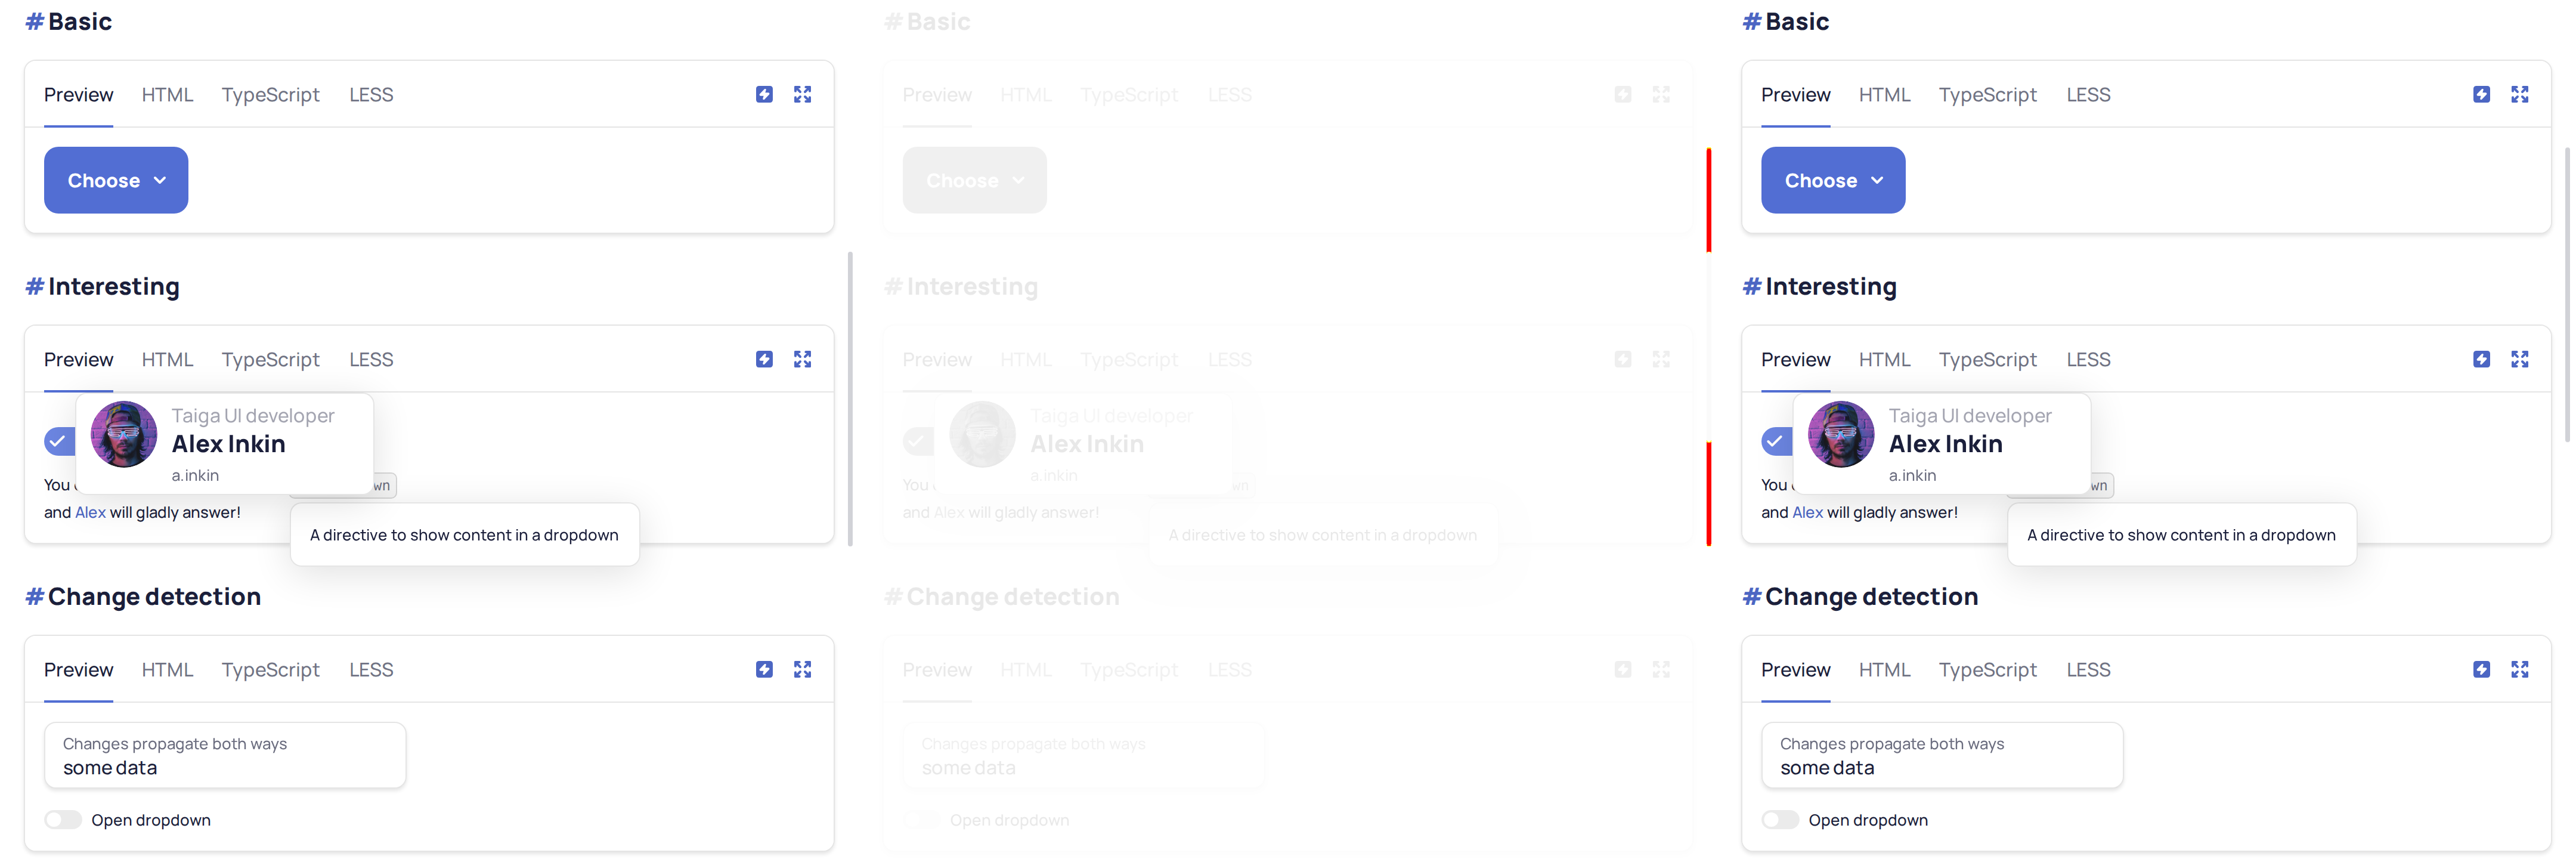 # Basic
Preview HTML TypeScript LESS
Choose
# Interesting
Preview HTML TypeScript LESS
Taiga UI developer
Alex Inkin
a.inkin
You wn
and Alex will gladly answer!
A directive to show content in a dropdown
# Change detection
Preview HTML TypeScript LESS
Changes propagate both ways
some data
Open dropdown
# Basic
Preview HTML TypeScript LESS
Choose
# Interesting
Preview HTML TypeScript LESS
Taiga UI developer
Alex Inkin
a.inkin
You wn
and Alex will gladly answer!
A directive to show content in a dropdown
# Change detection
Preview HTML TypeScript LESS
Changes propagate both ways
some data
Open dropdown
# Basic
Preview HTML TypeScript LESS
Choose
# Interesting
Preview HTML TypeScript LESS
Taiga UI developer
Alex Inkin
a.inkin
You wn
and Alex will gladly answer!
A directive to show content in a dropdown
# Change detection
Preview HTML TypeScript LESS
Changes propagate both ways
some data
Open dropdown